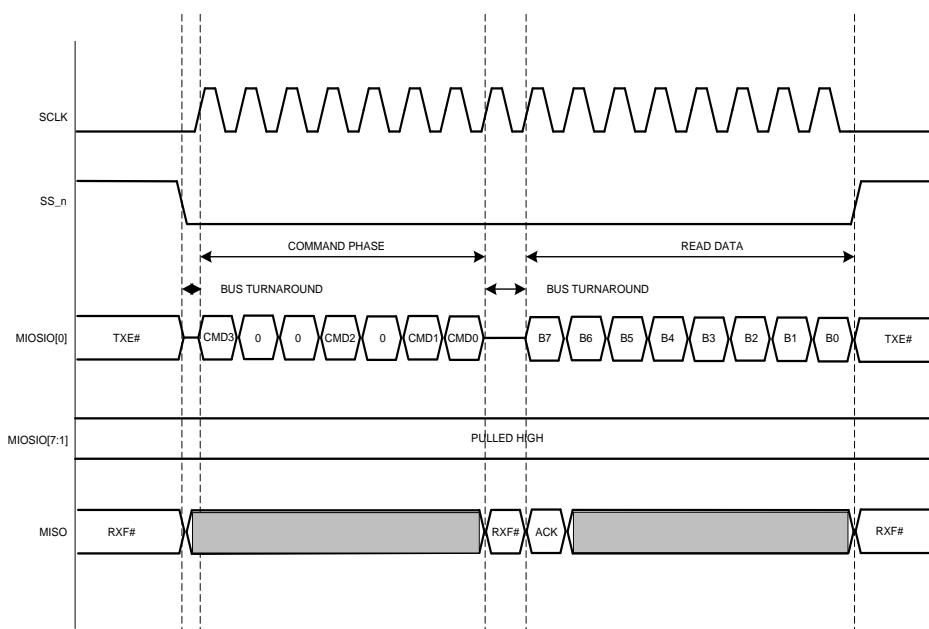 SCLK
SS_n
COMMAND PHASE READ DATA
BUS TURNAROUND BUS TURNAROUND
MIOSIO[0] TXE# CMD3 0 0 CMD2 0 CMD1 CMD0 B7 B6 B5 B4 B3 B2 B1 B0 TXE#
MIOSIO[7:1] PULLED HIGH
MISO RXF# RXF# ACK RXF#